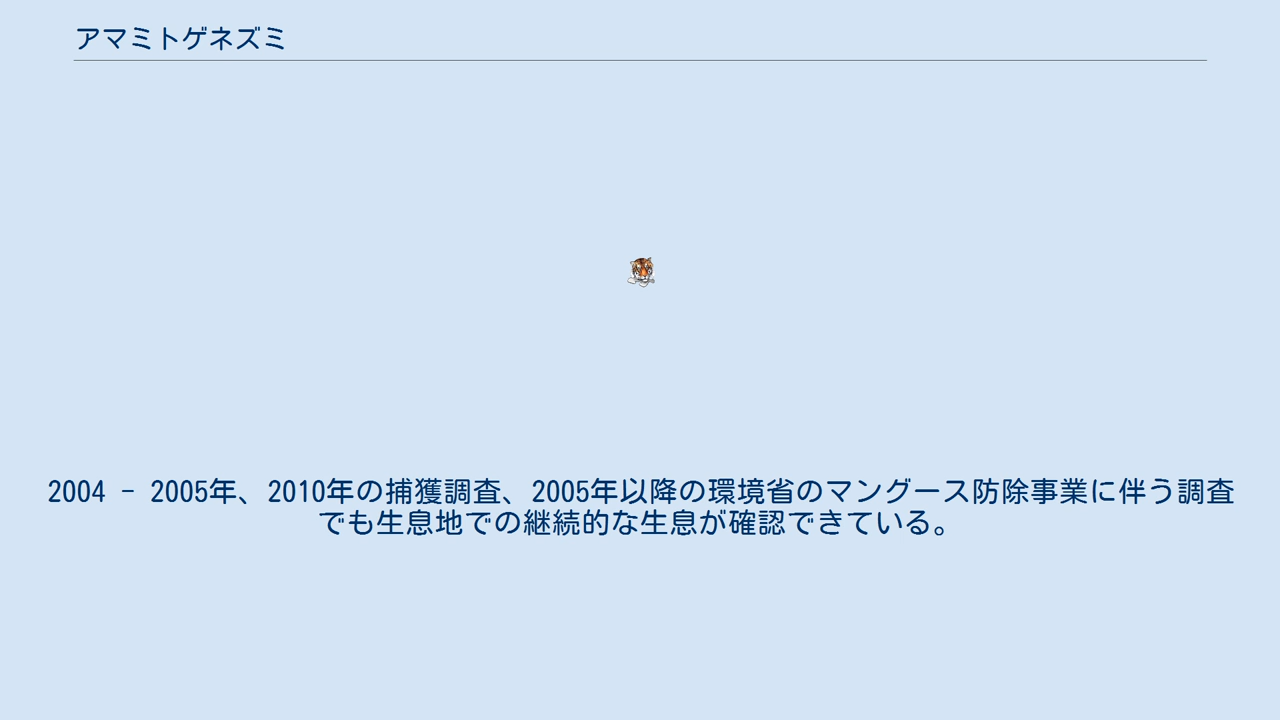 アマミトゲネズミ
2004 - 2005年、2010年の捕獲調査、2005年以降の環境省のマングース防除事業に伴う調査
でも生息地での継続的な生息が確認できている。